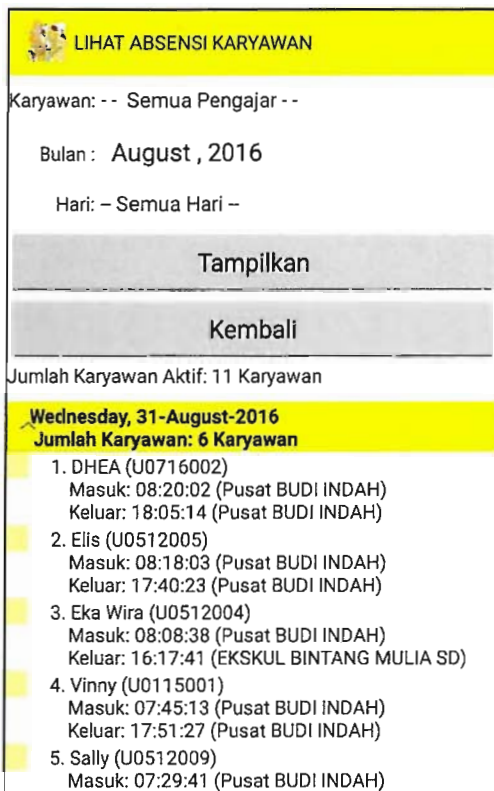 LIHAT ABSENSI KARYAWAN
Karyawan: - - Semua Pengajar - -
Bulan : August , 2016
Hari: – Semua Hari –
Tampilkan
Kembali
Jumlah Karyawan Aktif: 11 Karyawan
Wednesday, 31-August-2016
Jumlah Karyawan: 6 Karyawan
1. DHEA (U0716002)
Masuk: 08:20:02 (Pusat BUDI INDAH)
Keluar: 18:05:14 (Pusat BUDI INDAH)
2. Elis (U0512005)
Masuk: 08:18:03 (Pusat BUDI INDAH)
Keluar: 17:40:23 (Pusat BUDI INDAH)
3. Eka Wira (U0512004)
Masuk: 08:08:38 (Pusat BUDI INDAH)
Keluar: 16:17:41 (EKSKUL BINTANG MULIA SD)
4. Vinny (U0115001)
Masuk: 07:45:13 (Pusat BUDI INDAH)
Keluar: 17:51:27 (Pusat BUDI INDAH)
5. Sally (U0512009)
Masuk: 07:29:41 (Pusat BUDI INDAH)